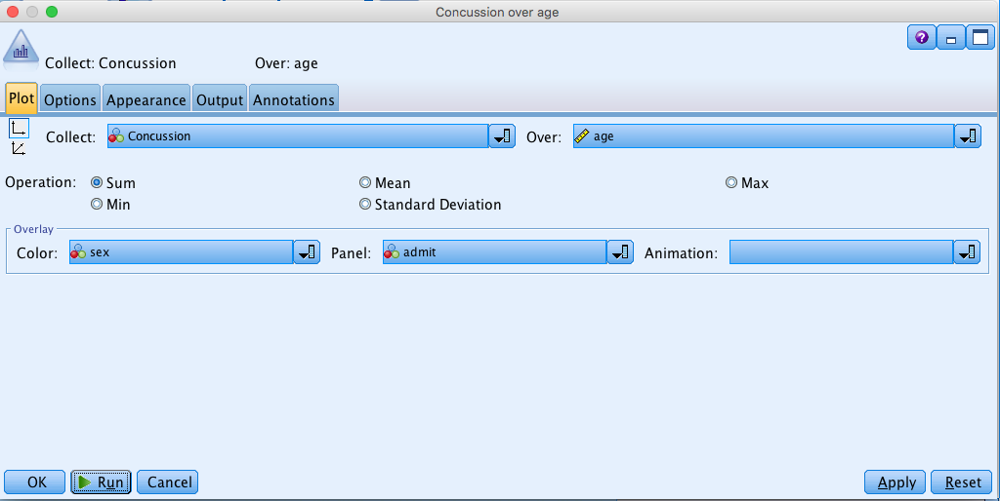 Concussion over age
Collect: Concussion Over: age
Plot Options Appearance Output Annotations
Collect: Concussion Over: age
Operation: Sum Mean Max
Min Standard Deviation
Overlay
Color: sex Panel: admit Animation:
OK Run Cancel Apply Reset